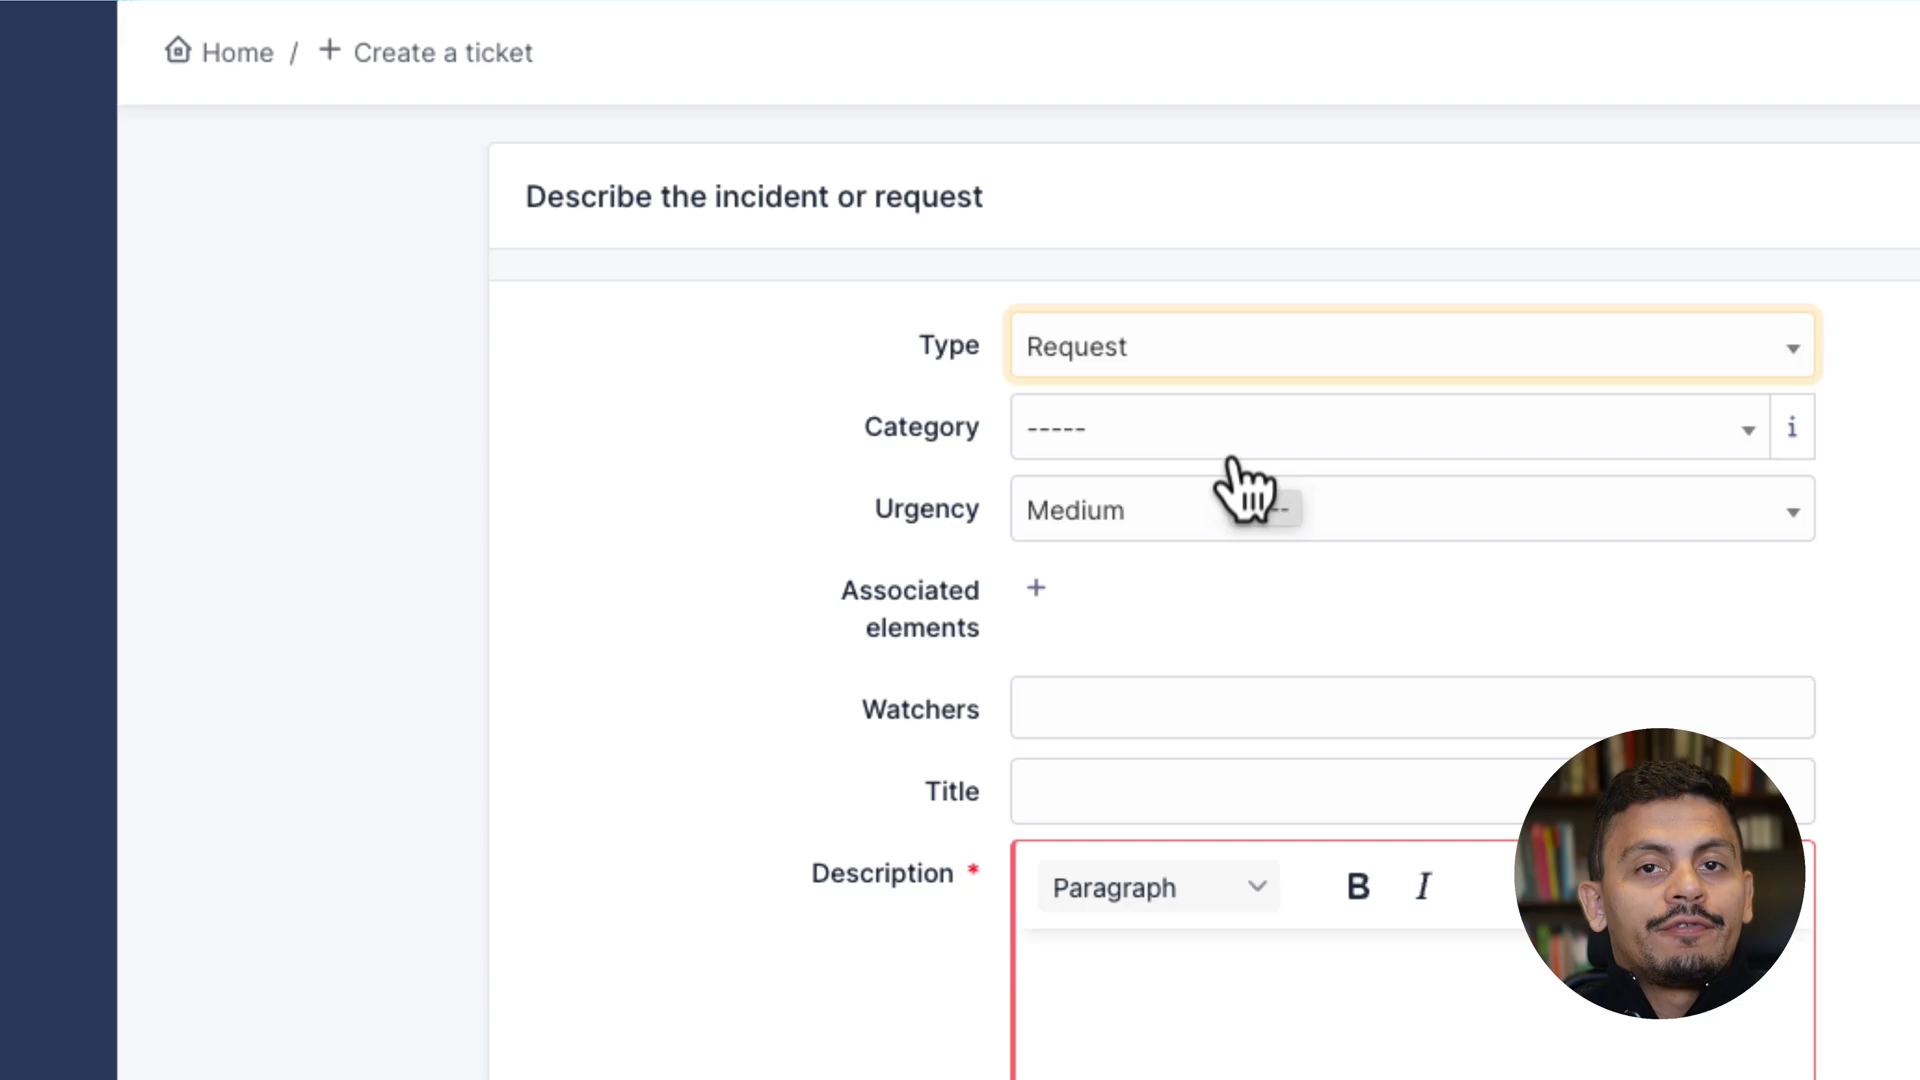 Home / + Create a ticket
Describe the incident or request
Type
Request
Category
-----
i
Urgency
Medium
--
Associated
elements
+
Watchers
Title
Description *
Paragraph
B I